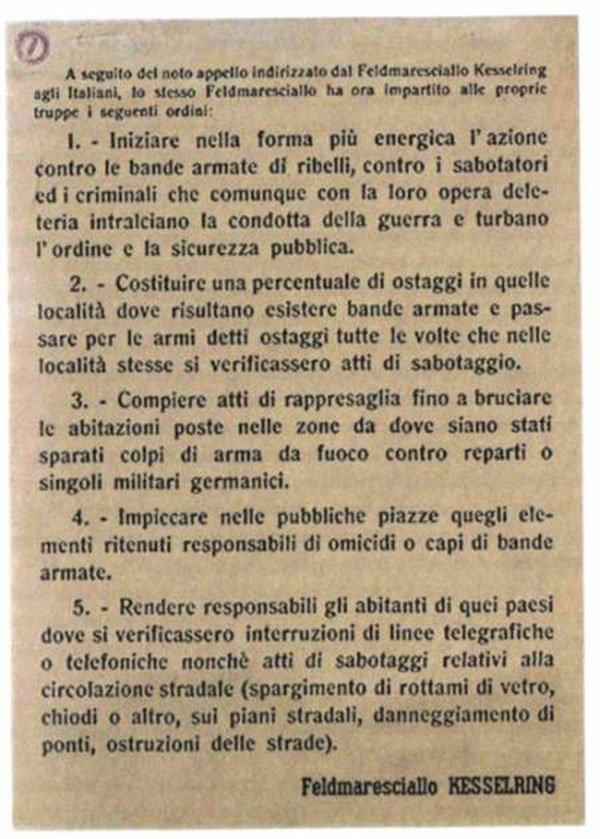 7
A seguito del noto appello indirizzato dal Feldmaresciallo Kesselring
agli Italiani, lo stesso Feldmaresciallo ha ora impartito alle proprie
truppe i seguenti ordini:
1. - Iniziare nella forma più energica l'azione
contro le bande armate di ribelli, contro i sabotatori
ed i criminali che comunque con la loro opera dele-
teria intralciano la condotta della guerra e turbano
l'ordine e la sicurezza pubblica.
2. - Costituire una percentuale di ostaggi in quelle
località dove risultano esistere bande armate e pas-
sare per le armi detti ostaggi tutte le volte che nelle
località stesse si verificassero atti di sabotaggio.
3. - Compiere atti di rappresaglia fino a bruciare
le abitazioni poste nelle zone da dove siano stati
sparati colpi di arma da fuoco contro reparti o
singoli militari germanici.
4. - Impiccare nelle pubbliche piazze quegli ele-
menti ritenuti responsabili di omicidi o capi di bande
armate.
5. - Rendere responsabili gli abitanti di quei paesi
dove si verificassero interruzioni di linee telegrafiche
o telefoniche nonchè atti di sabotaggi relativi alla
circolazione stradale (spargimento di rottami di vetro,
chiodi o altro, sui piani stradali, danneggiamento di
ponti, ostruzioni delle strade).
Feldmaresciallo KESSELRING